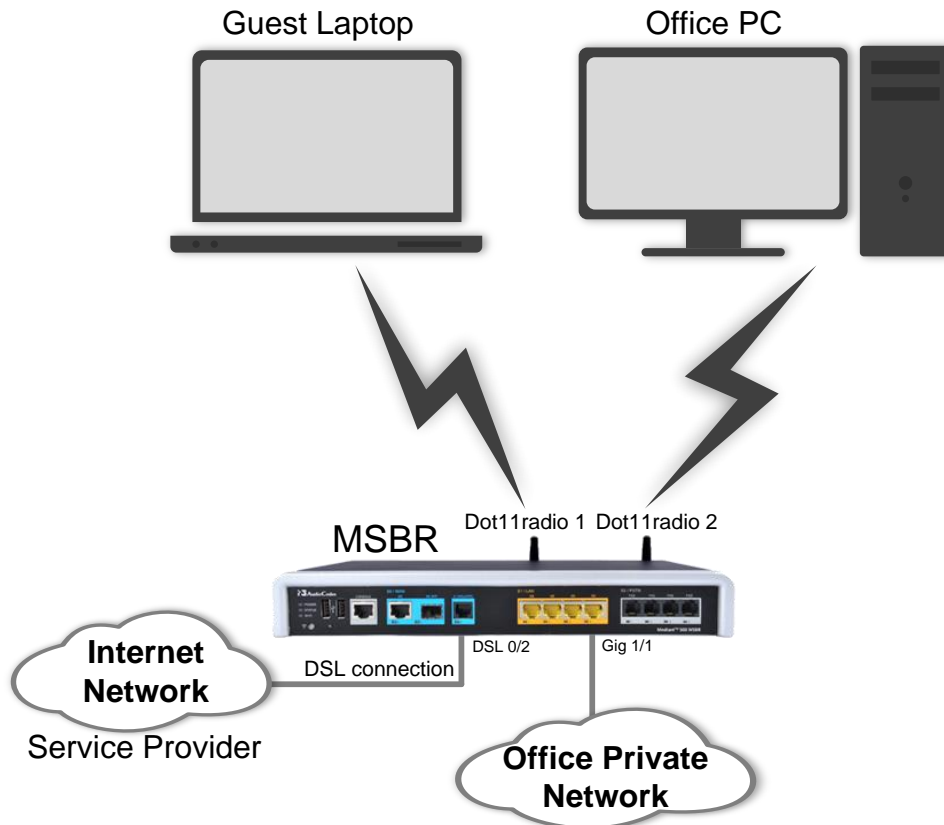 Guest Laptop
Office PC
Dot11radio 1
Dot11radio 2
MSBR
AudioCodes
DSL 0/2
Gig 1/1
Internet
Network
DSL connection
Service Provider
Office Private
Network